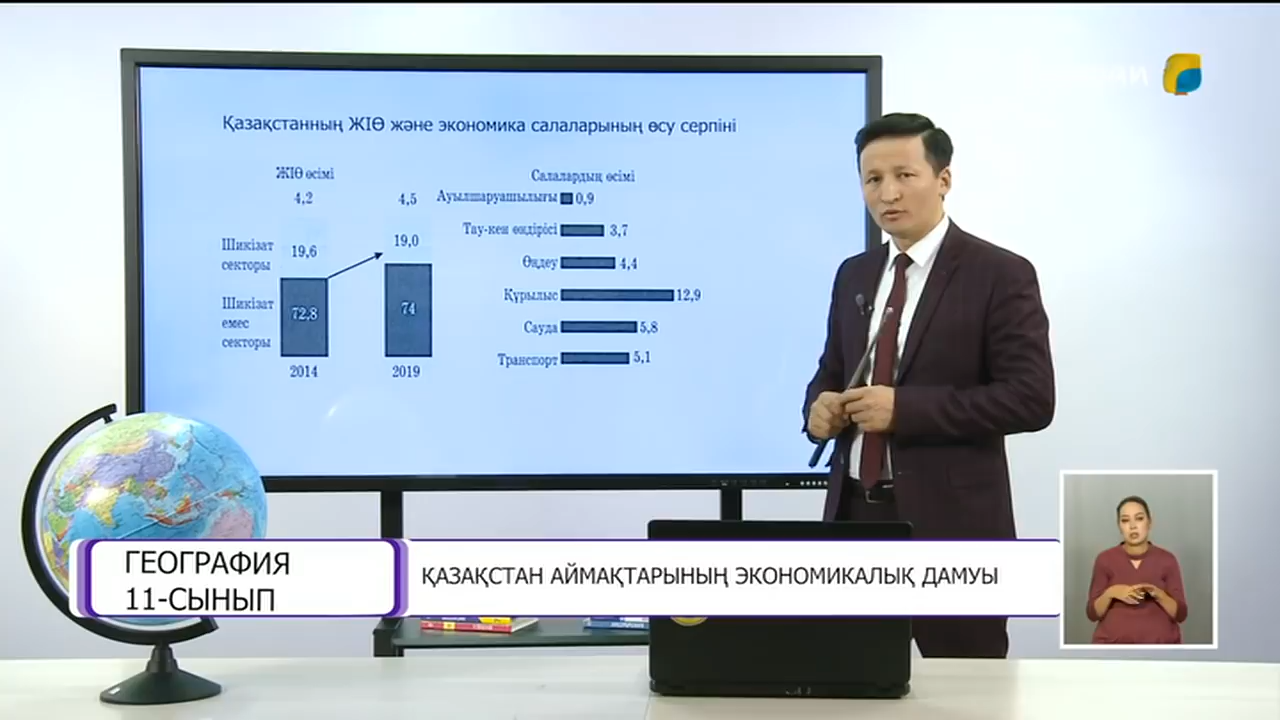 Қазақстанның ЖІӨ және экономика салаларының өсу серпіні
ЖІӨ өсімі
4,2
4,5
Шикізат
секторы
19,6
19,0
Шикізат
емес
секторы
72,8
74
2014
2019
Салалардың өсімі
Ауылшаруашылығы 0,9
Тау-кен өндірісі 3,7
Өңдеу 4,4
Құрылыс 12,9
Сауда 5,8
Транспорт 5,1
ГЕОГРАФИЯ
11-СЫНЫП
ҚАЗАҚСТАН АЙМАҚТАРЫНЫҢ ЭКОНОМИКАЛЫҚ ДАМУЫ